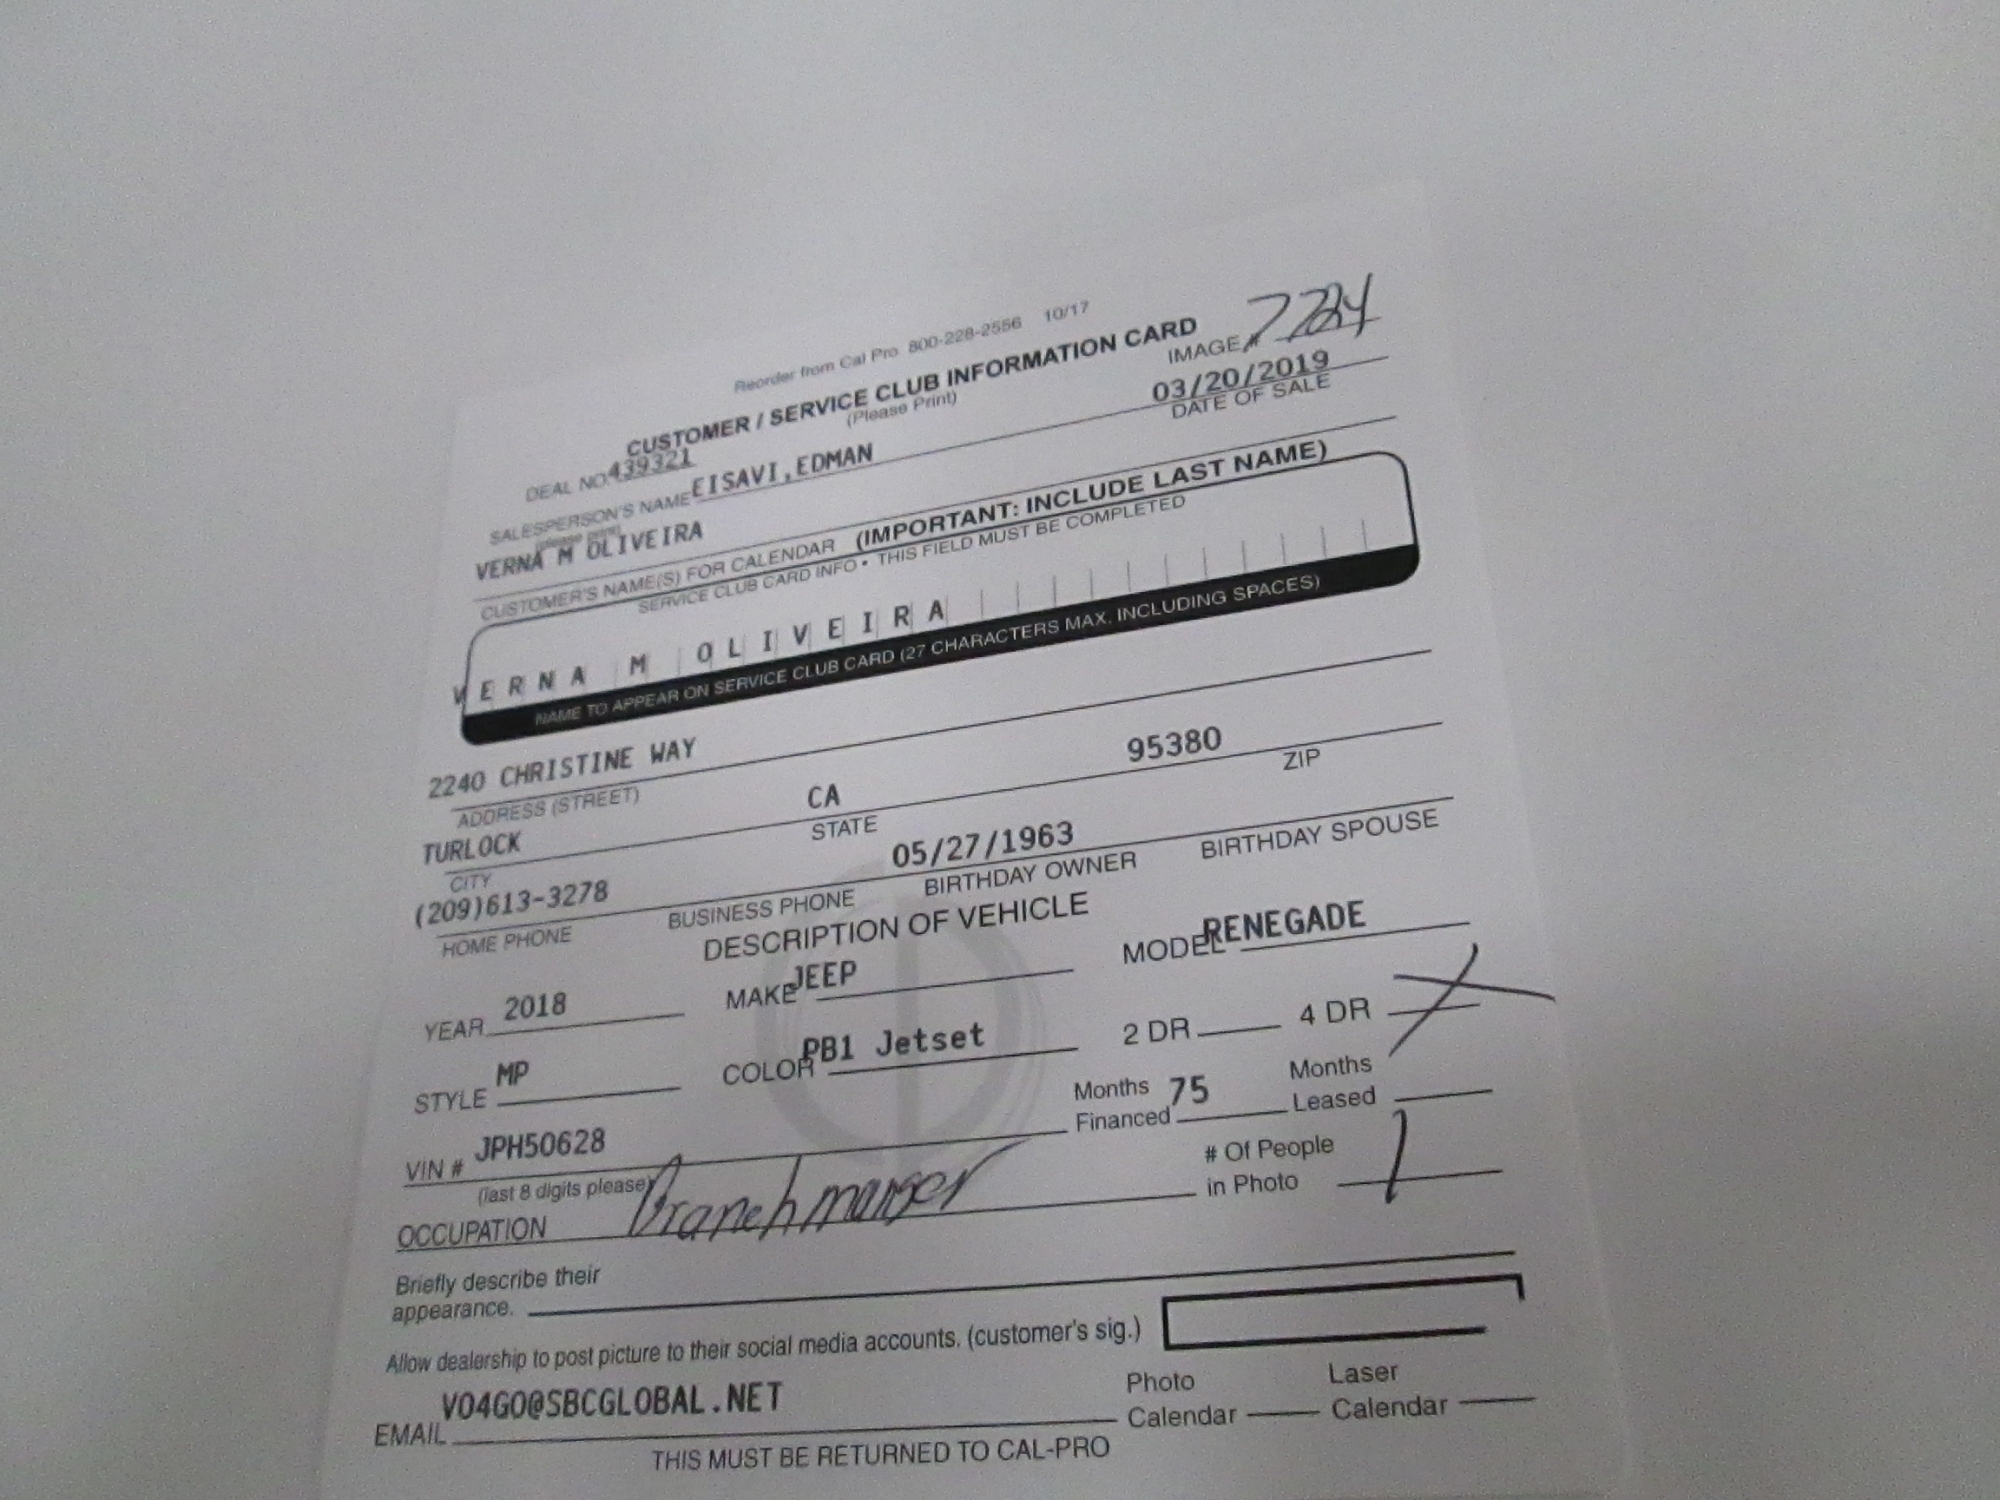 Reorder from Cal Pro 800-228-2556 10/17
CUSTOMER / SERVICE CLUB INFORMATION CARD
(Please Print)
IMAGE #
DEAL NO. 439321
03/20/2019
DATE OF SALE
SALESPERSON'S NAME EISAVI,EDMAN
(please print)
VERNA M OLIVEIRA
CUSTOMER'S NAME(S) FOR CALENDAR (IMPORTANT: INCLUDE LAST NAME)
SERVICE CLUB CARD INFO • THIS FIELD MUST BE COMPLETED
VERNA M OLIVEIRA
NAME TO APPEAR ON SERVICE CLUB CARD (27 CHARACTERS MAX. INCLUDING SPACES)
2240 CHRISTINE WAY
ADDRESS (STREET)
TURLOCK CA 95380
CITY STATE ZIP
(209)613-3278 05/27/1963
HOME PHONE BUSINESS PHONE BIRTHDAY OWNER BIRTHDAY SPOUSE
DESCRIPTION OF VEHICLE
YEAR 2018 MAKE JEEP MODEL RENEGADE
STYLE MP COLOR PB1 Jetset 2 DR 4 DR X
VIN # JPH50628 Months Financed 75 Months Leased
(last 8 digits please)
OCCUPATION Branch manger # Of People in Photo 1
Briefly describe their
appearance.
Allow dealership to post picture to their social media accounts. (customer's sig.)
EMAIL VO4GO@SBCGLOBAL.NET Photo Calendar Laser Calendar
THIS MUST BE RETURNED TO CAL-PRO